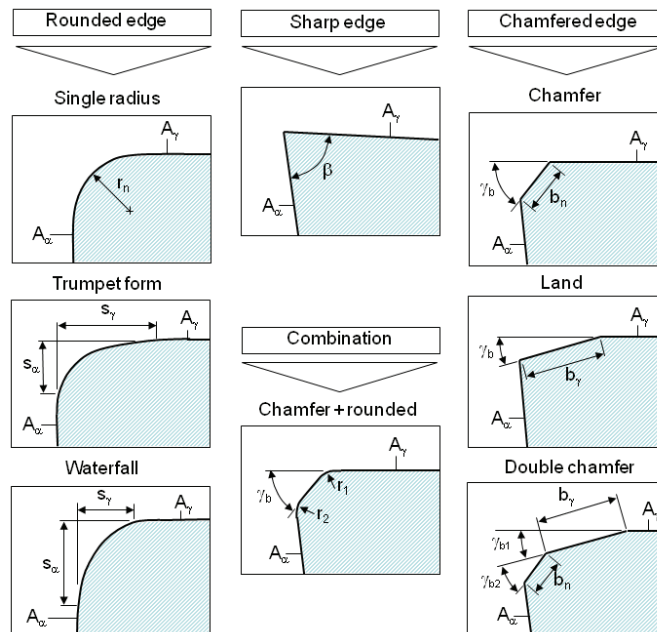 Rounded edge
Sharp edge
Chamfered edge
Single radius
Aγ
rn
Aα
Aγ
β
Aα
Chamfer
Aγ
γb
bn
Aα
Trumpet form
sγ
Aγ
sα
Aα
Combination
Chamfer + rounded
Aγ
γb
r1
r2
Aα
Land
Aγ
γb
bγ
Aα
Waterfall
sγ
Aγ
sα
Aα
Double chamfer
bγ
A
γb1
γb2
bn
Aα